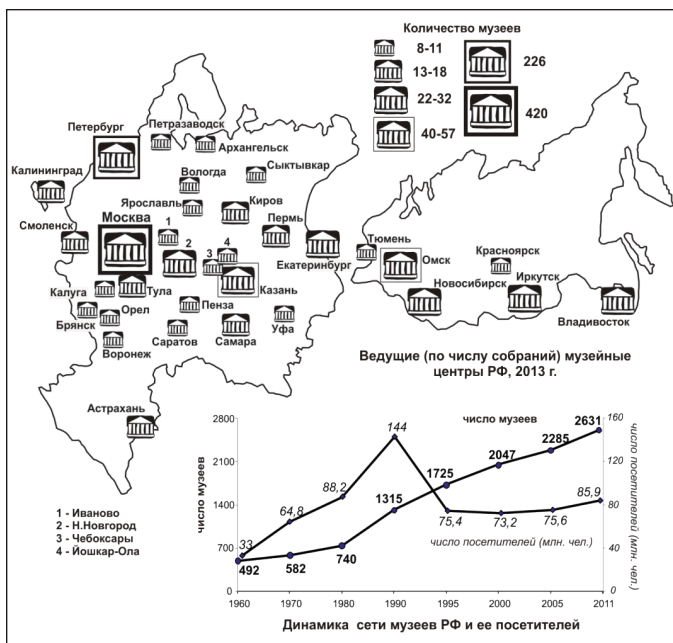 Количество музеев
8-11
13-18
22-32
40-57
226
420
Петербург
Петразаводск
Архангельск
Калининград
Вологда
Сыктывкар
Ярославль
Киров
Смоленск
Москва
1
2
3
4
Пермь
Екатеринбург
Тюмень
Омск
Красноярск
Новосибирск
Иркутск
Владивосток
Калуга
Тула
Казань
Орел
Пенза
Брянск
Уфа
Воронеж
Саратов
Самара
Астрахань
Ведущие (по числу собраний) музейные
центры РФ, 2013 г.
1 - Иваново
2 - Н.Новгород
3 - Чебоксары
4 - Йошкар-Ола
число музеев
2800
2100
1400
700
0
число музеев
160
120
80
40
0
число посетителей (млн. чел.)
33
64,8
88,2
144
75,4
73,2
75,6
85,9
492
582
740
1315
1725
2047
2285
2631
число посетителей (млн. чел.)
1960
1970
1980
1990
1995
2000
2005
2011
Динамика сети музеев РФ и ее посетителей